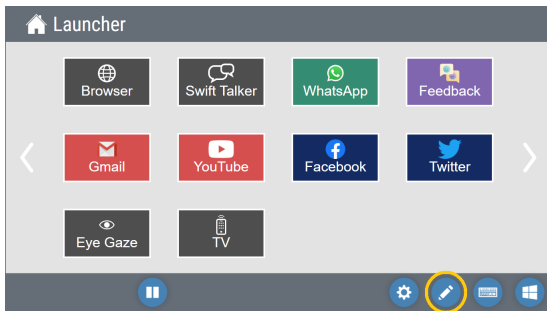 Launcher
Browser
Swift Talker
WhatsApp
Feedback
Gmail
YouTube
Facebook
Twitter
Eye Gaze
TV